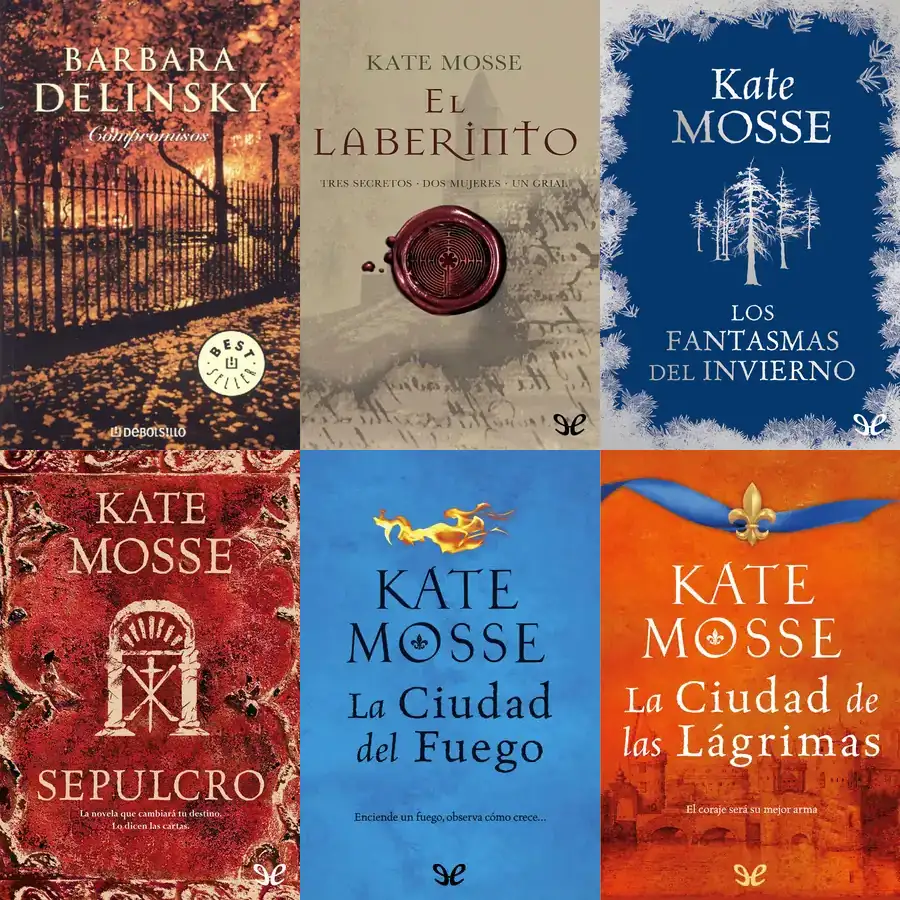 BARBARA
DELINSKY
Compromisos
BEST
SELLER
DEBOLS!LLO
KATE MOSSE
EL
LABERINTO
TRES SECRETOS · DOS MUJERES · UN GRIAL
Kate
MOSSE
LOS
FANTASMAS
DEL INVIERNO
KATE
MOSSE
SEPULCRO
La novela que cambiará tu destino.
Lo dicen las cartas.
KATE
MOSSE
La Ciudad
del Fuego
Enciende un fuego, observa cómo crece...
KATE
MOSSE
La Ciudad de
las Lágrimas
El coraje será su mejor arma